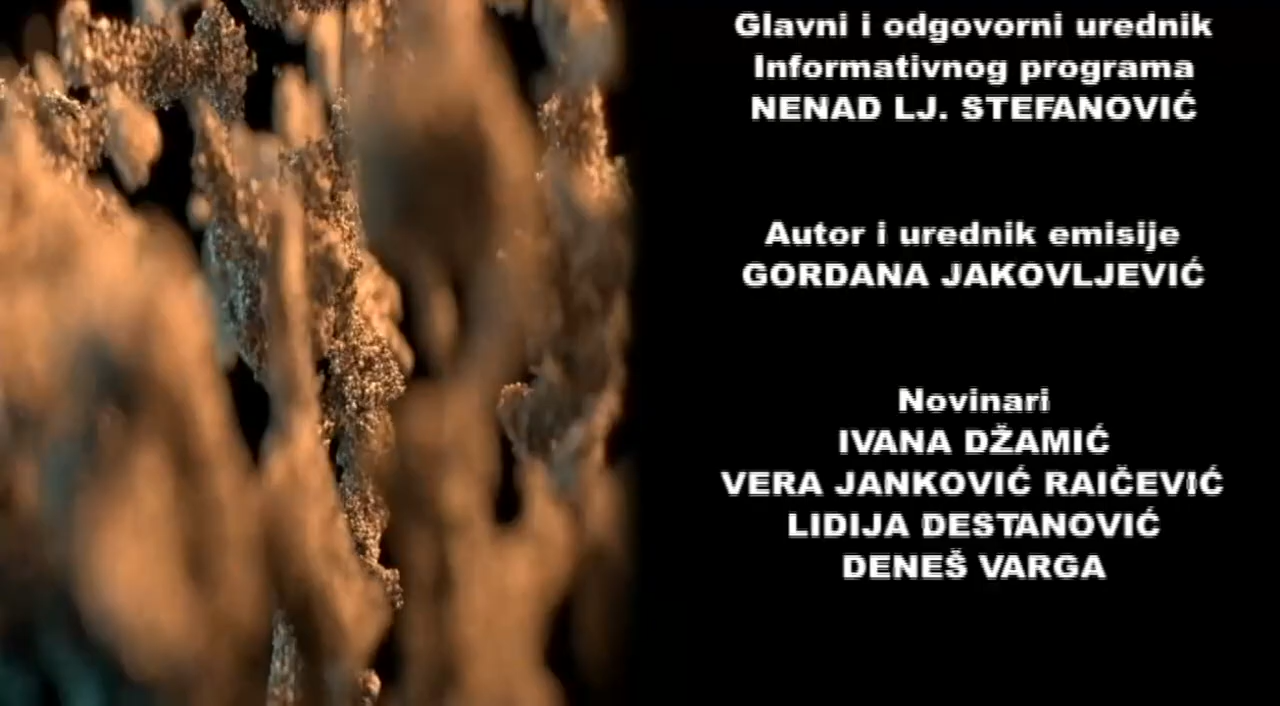 Glavni i odgovorni urednik
Informativnog programa
NENAD LJ. STEFANOVIĆ
Autor i urednik emisije
GORDANA JAKOVLJEVIĆ
Novinari
IVANA DŽAMIĆ
VERA JANKOVIĆ RAIČEVIĆ
LIDIJA DESTANOVIĆ
DENEŠ VARGA